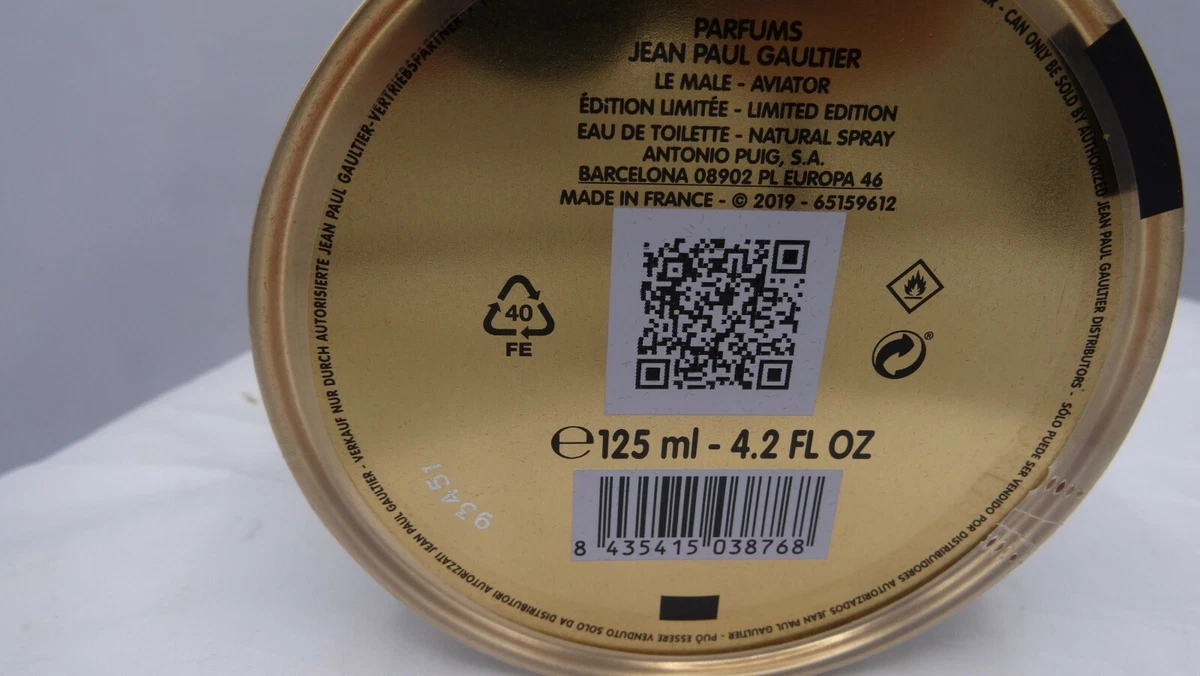 PARFUMS
JEAN PAUL GAULTIER
LE MALE - AVIATOR
ÉDITION LIMITÉE - LIMITED EDITION
EAU DE TOILETTE - NATURAL SPRAY
ANTONIO PUIG, S.A.
BARCELONA 08902 PL EUROPA 46
MADE IN FRANCE - © 2019 - 65159612
40
FE
®
℮125 ml - 4.2 FL OZ
8 435415 038768
93451
- CAN ONLY BE SOLD BY AUTHORIZED JEAN PAUL GAULTIER DISTRIBUTORS - SÓLO PUEDE SER VENDIDO POR DISTRIBUIDORES AUTORIZADOS JEAN PAUL GAULTIER - PUÒ ESSERE VENDUTO SOLO DA DISTRIBUTORI AUTORIZZATI JEAN PAUL GAULTIER - VERKAUF NUR DURCH AUTORISIERTE JEAN PAUL GAULTIER-VERTRIEBSPARTNER